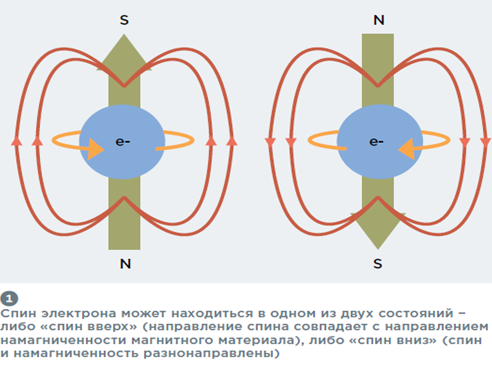 S N
e- e-
N S
1
Спин электрона может находиться в одном из двух состояний –
либо «спин вверх» (направление спина совпадает с направлением
намагниченности магнитного материала), либо «спин вниз» (спин
и намагниченность разнонаправлены)